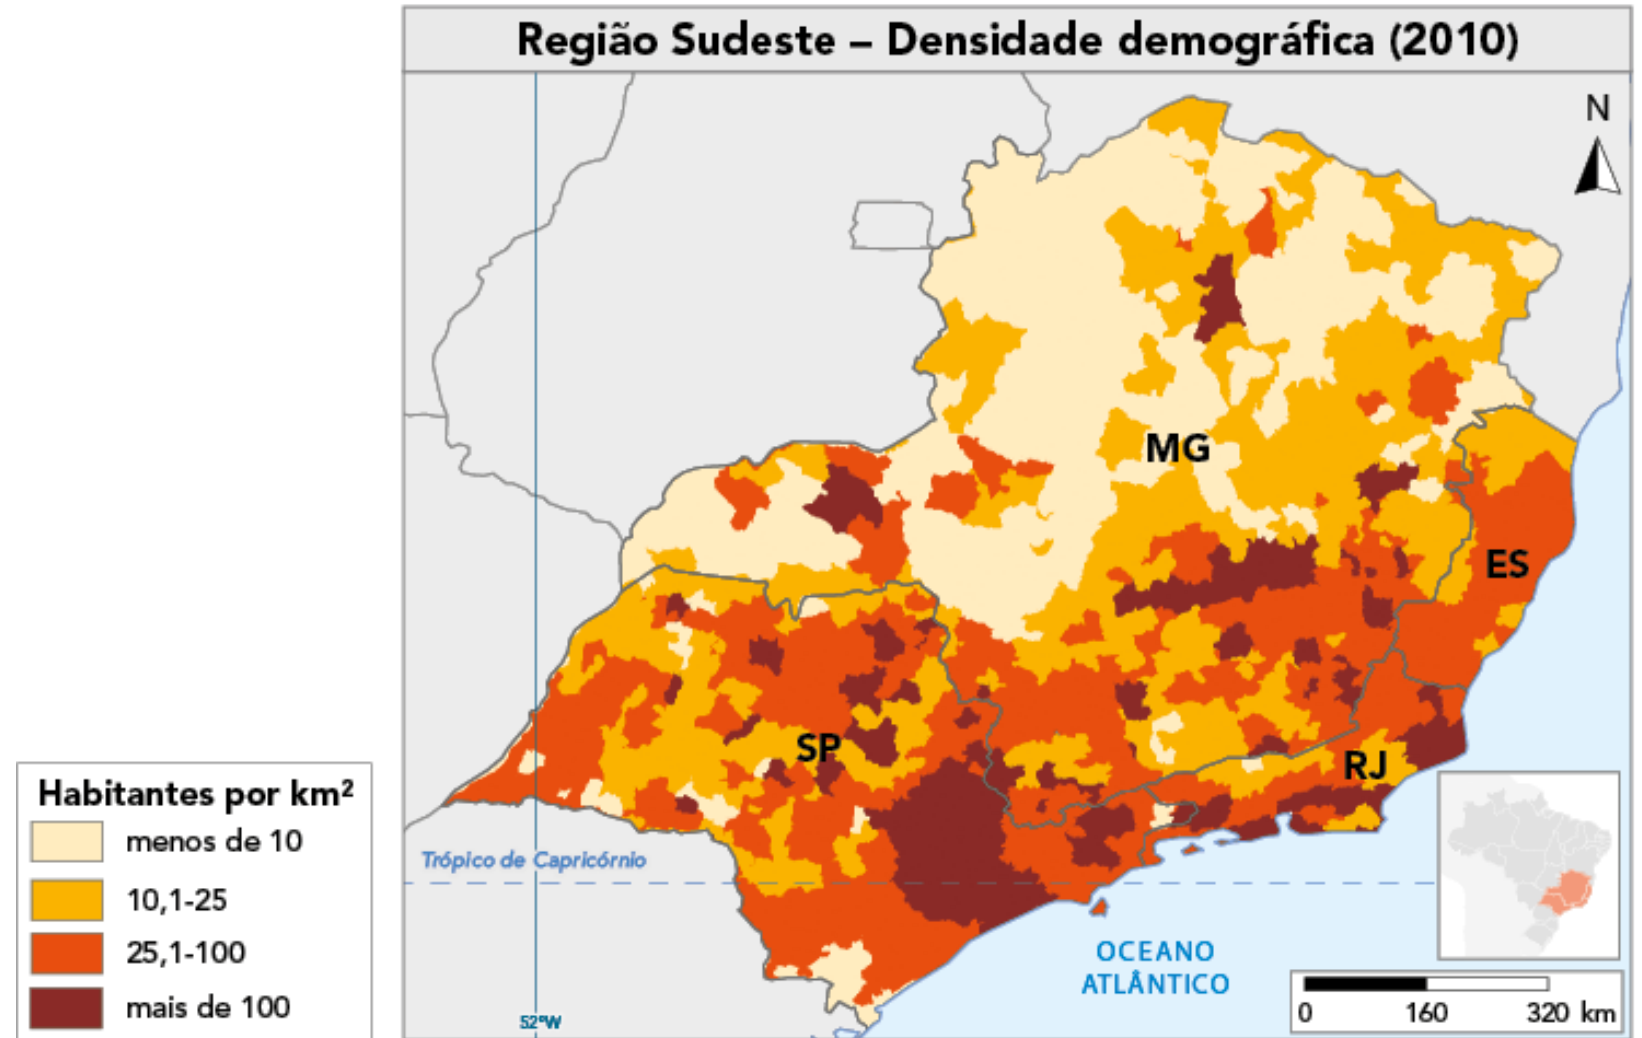 Região Sudeste – Densidade demográfica (2010)
N
MG
ES
SP
RJ
Habitantes por km²
menos de 10
10,1-25
25,1-100
mais de 100
Trópico de Capricórnio
OCEANO
ATLÂNTICO
52ºW
0 160 320 km